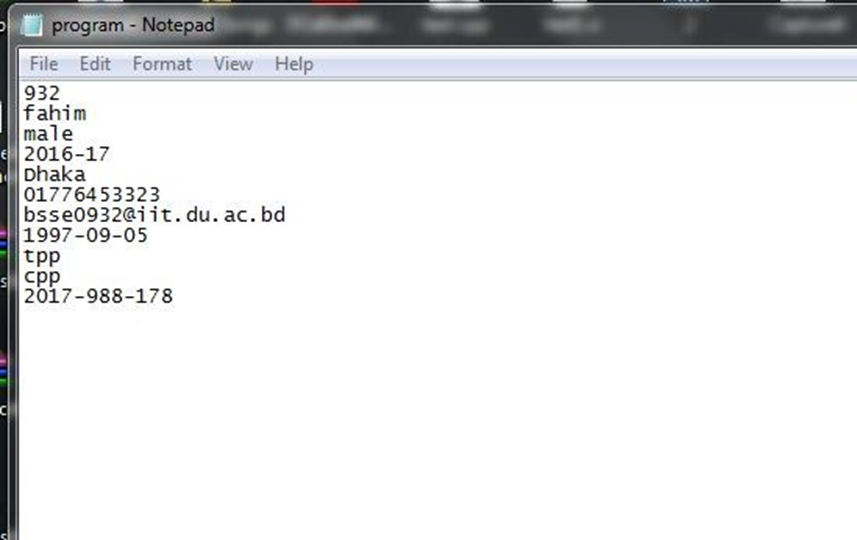 program - Notepad
File Edit Format View Help
932
fahim
male
2016-17
Dhaka
01776453323
bsse0932@iit.du.ac.bd
1997-09-05
tpp
cpp
2017-988-178